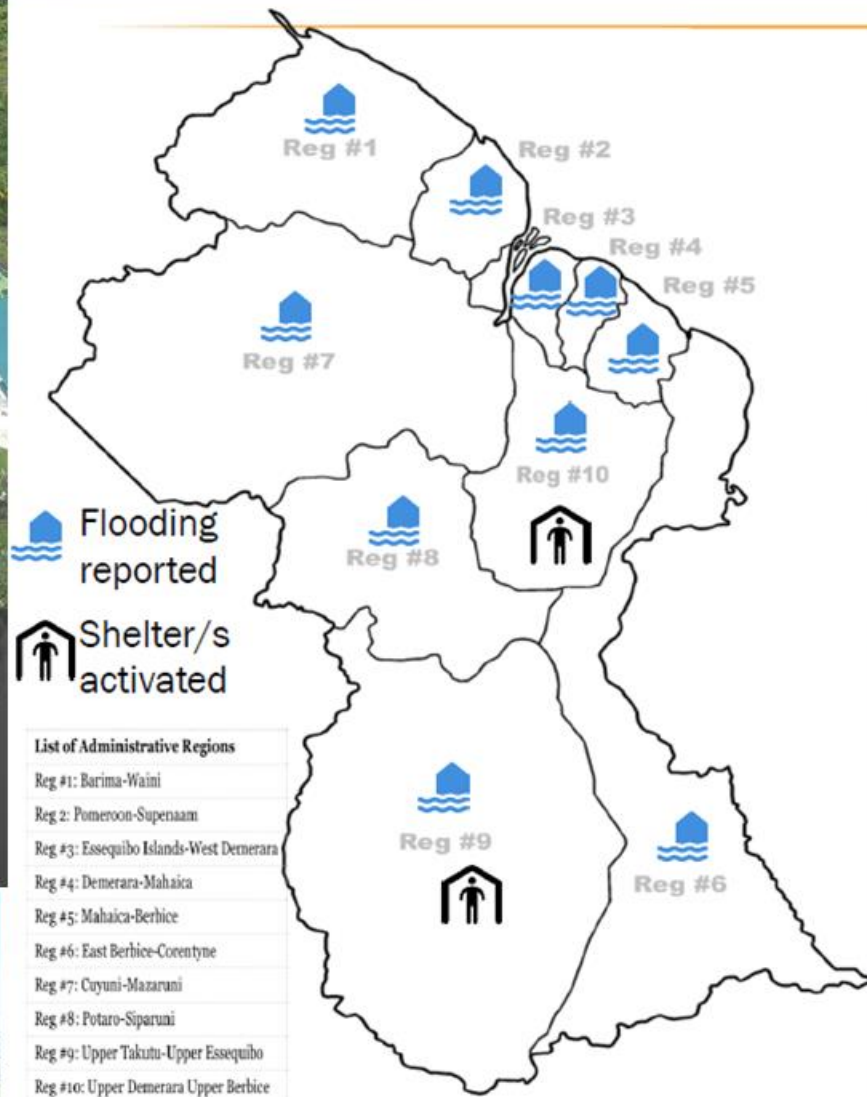 Reg #1
Reg #2
Reg #3
Reg #4
Reg #5
Reg #7
Reg #10
Reg #8
Flooding
reported
Shelter/s
activated
Reg #9
Reg #6
List of Administrative Regions
Reg #1: Barima-Waini
Reg 2: Pomeroon-Supenaam
Reg #3: Essequibo Islands-West Demerara
Reg #4: Demerara-Mahaica
Reg #5: Mahaica-Berbice
Reg #6: East Berbice-Corentyne
Reg #7: Cuyuni-Mazaruni
Reg #8: Potaro-Siparuni
Reg #9: Upper Takutu-Upper Essequibo
Reg #10: Upper Demerara Upper Berbice